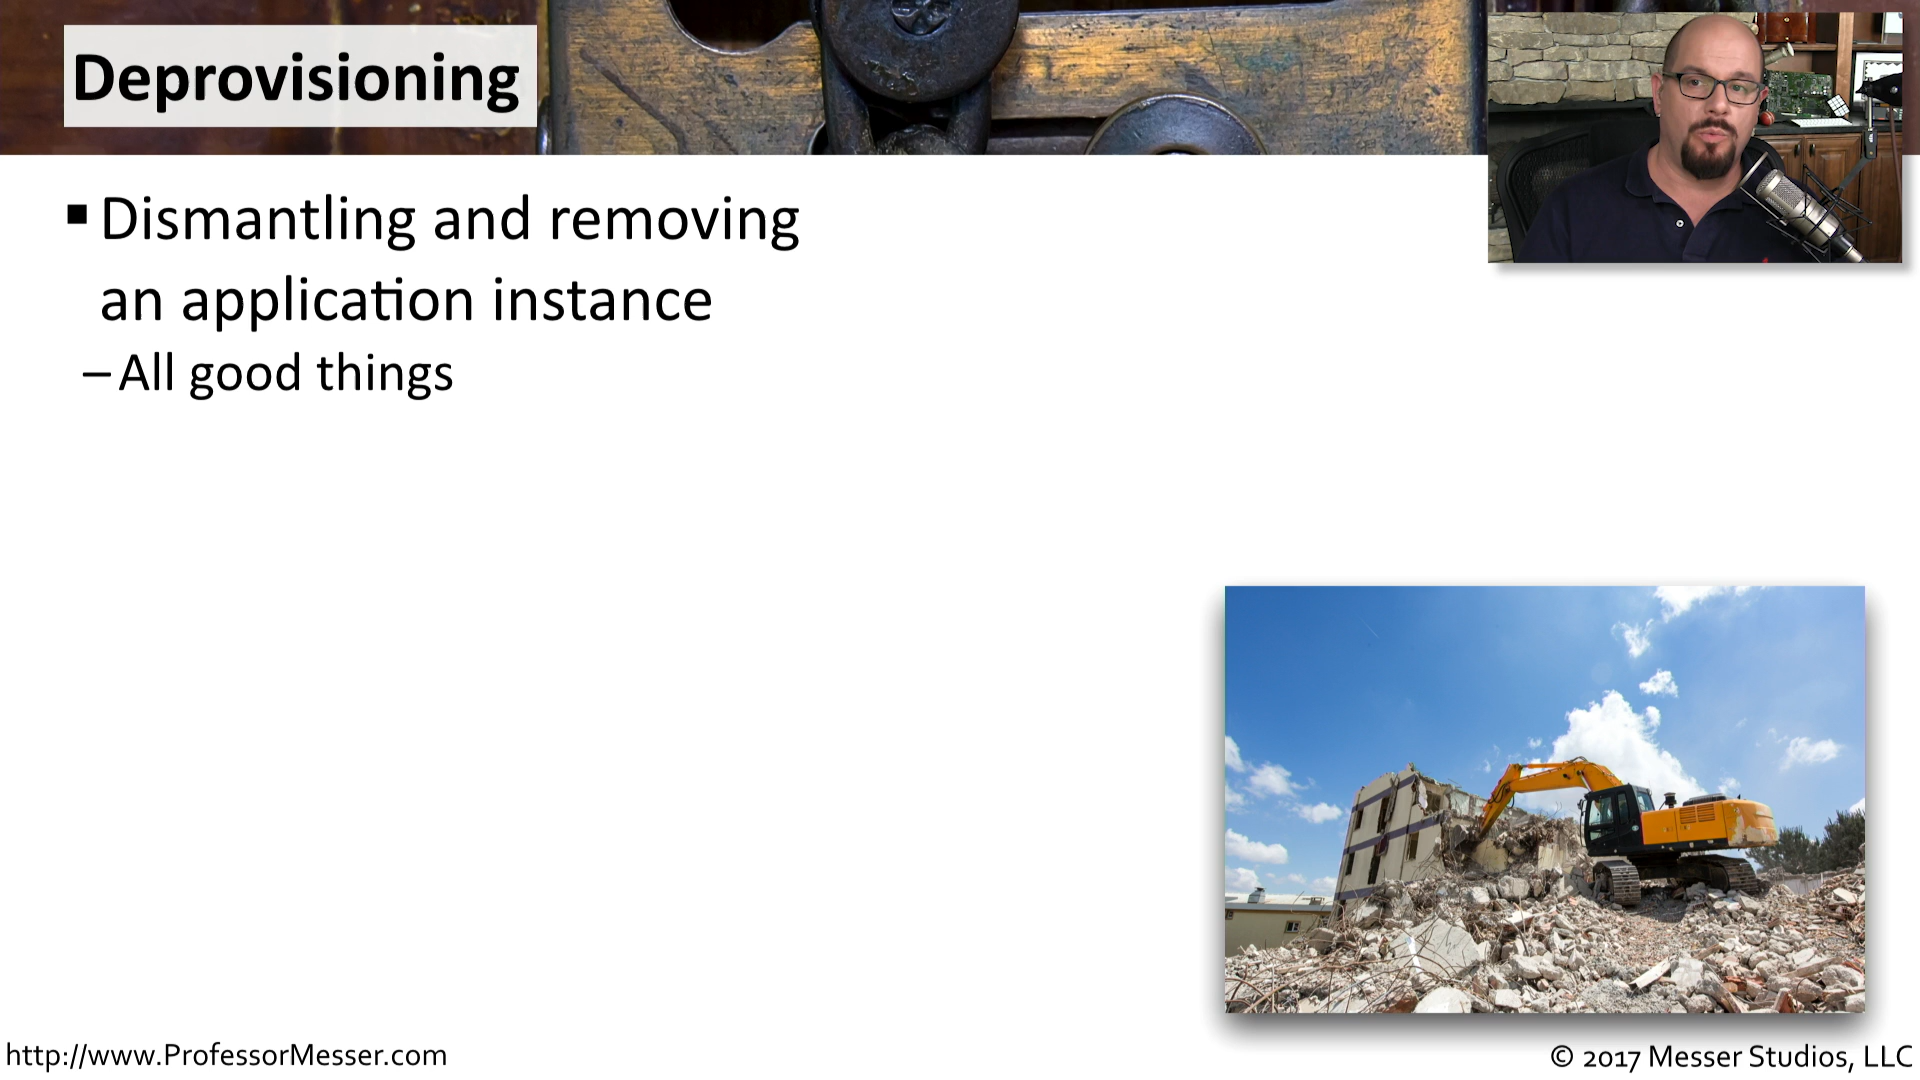 Deprovisioning
▪ Dismantling and removing
an application instance
– All good things
http://www.ProfessorMesser.com
© 2017 Messer Studios, LLC